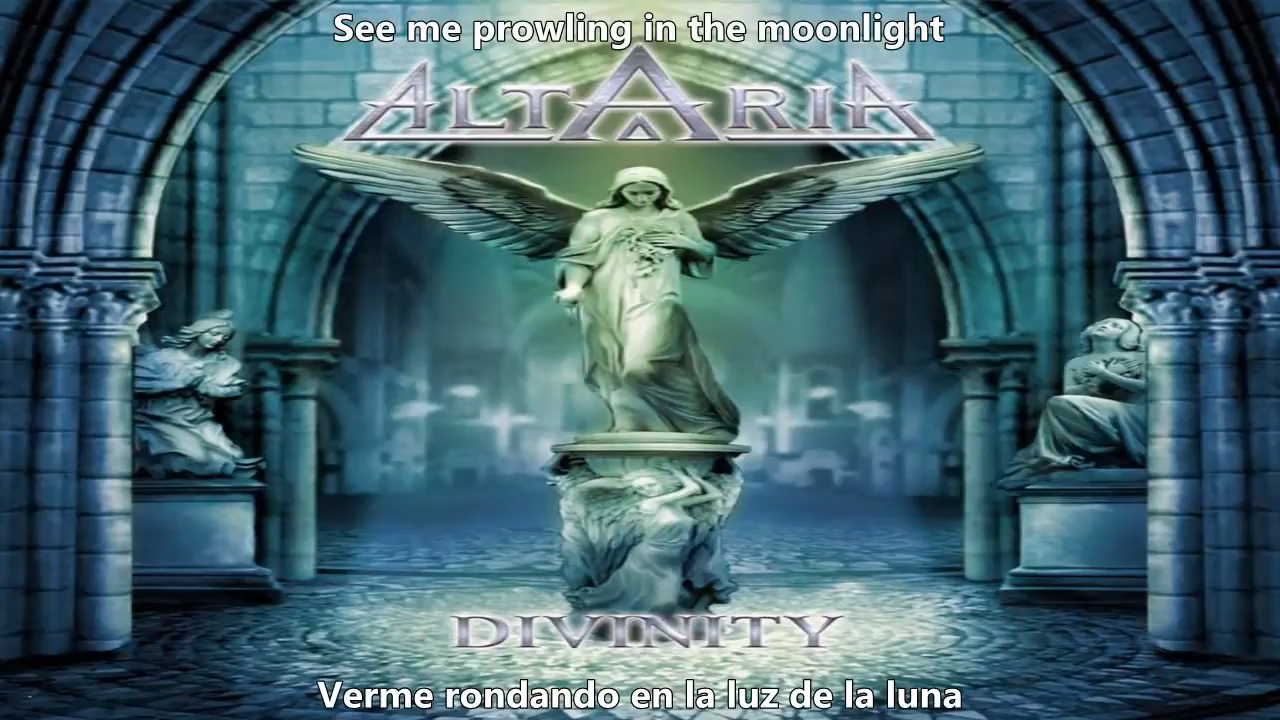 See me prowling in the moonlight
ALTARIA
DIVINITY
Verme rondando en la luz de la luna